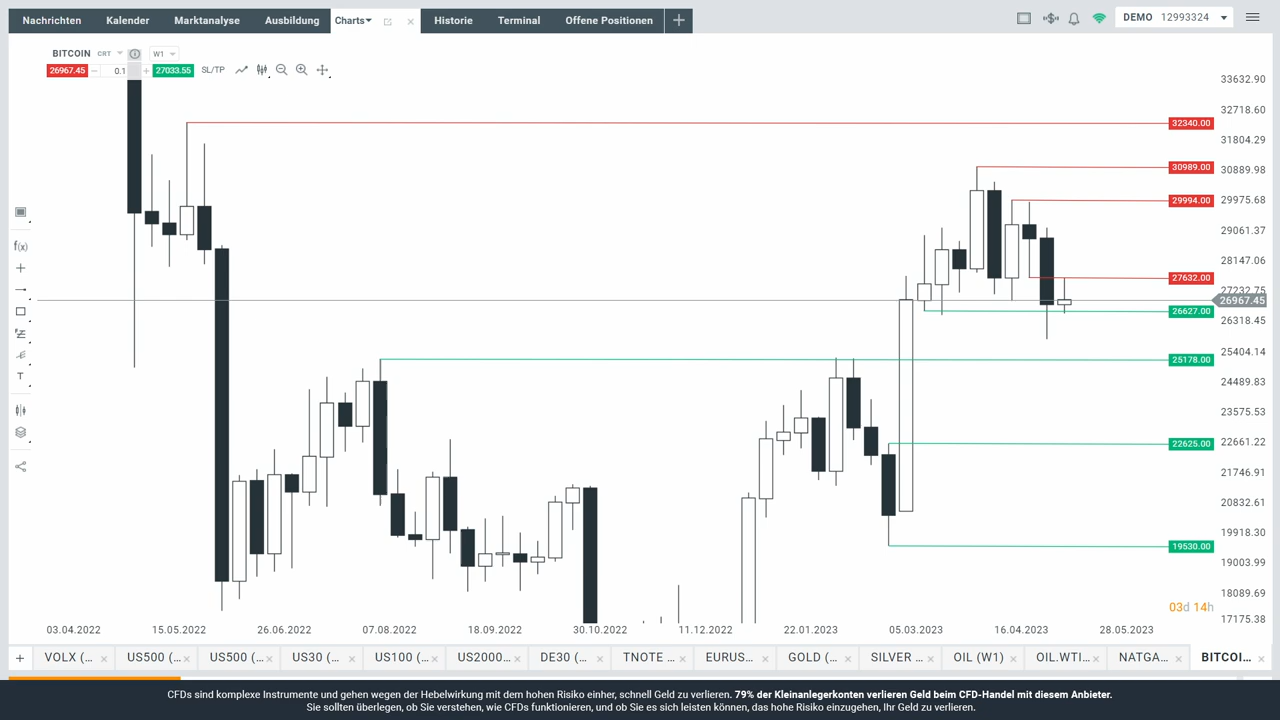 Nachrichten Kalender Marktanalyse Ausbildung Charts Historie Terminal Offene Positionen + DEMO 12993324
BITCOIN CRT W1
26967.45 0.1 27033.55 SL/TP
33632.90
32718.60
32340.00
31804.29
30989.00
30889.98
29994.00 29975.68
29061.37
28147.06
27632.00
27232.75
26967.45
26627.00
26318.45
25404.14
25178.00
24489.83
23575.53
22625.00 22661.22
21746.91
20832.61
19918.30
19530.00
19003.99
18089.69
03d 14h
17175.38
f(x)
T
03.04.2022 15.05.2022 26.06.2022 07.08.2022 18.09.2022 30.10.2022 11.12.2022 22.01.2023 05.03.2023 16.04.2023 28.05.2023
+ VOLX (... US500 (... US500 (... US30 (... US100 (... US2000... DE30 (... TNOTE ... EURUS... GOLD (... SILVER ... OIL (W1) OIL.WTI... NATGA... BITCOI...
CFDs sind komplexe Instrumente und gehen wegen der Hebelwirkung mit dem hohen Risiko einher, schnell Geld zu verlieren. 79% der Kleinanlegerkonten verlieren Geld beim CFD-Handel mit diesem Anbieter.
Sie sollten überlegen, ob Sie verstehen, wie CFDs funktionieren, und ob Sie es sich leisten können, das hohe Risiko einzugehen, Ihr Geld zu verlieren.